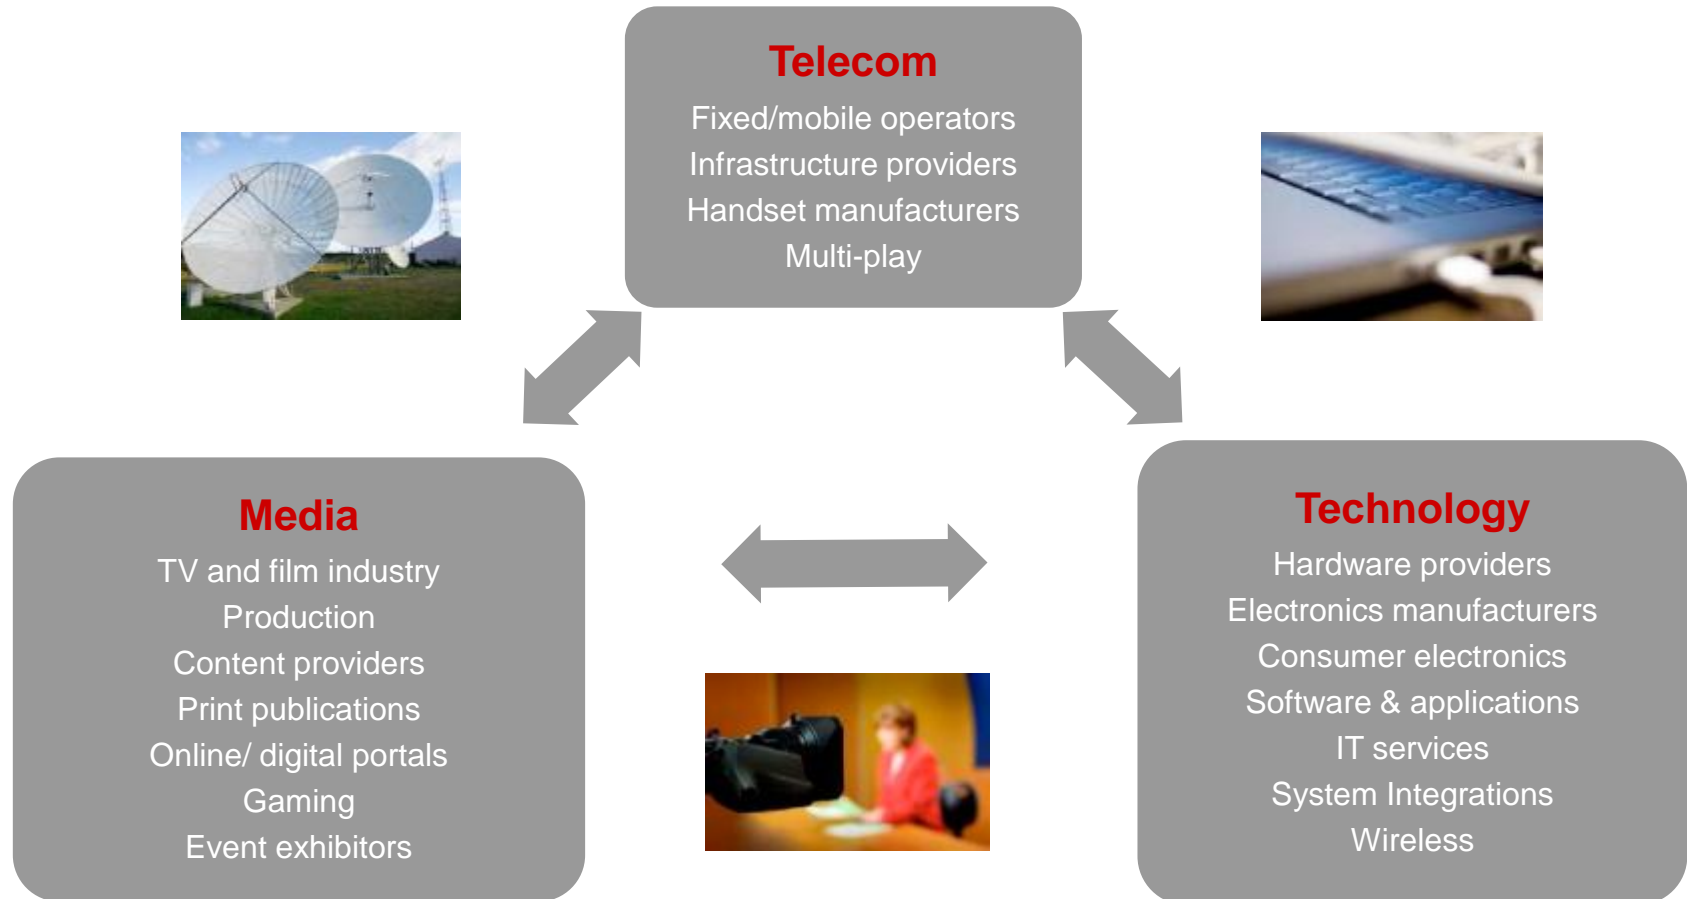 Telecom
Fixed/mobile operators
Infrastructure providers
Handset manufacturers
Multi-play
Media
TV and film industry
Production
Content providers
Print publications
Online/ digital portals
Gaming
Event exhibitors
Technology
Hardware providers
Electronics manufacturers
Consumer electronics
Software & applications
IT services
System Integrations
Wireless